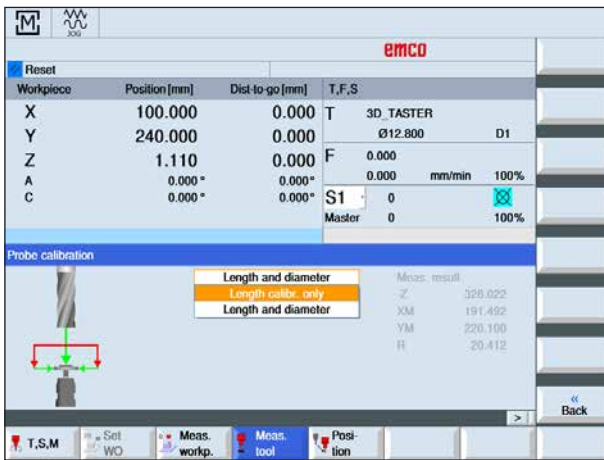 M
JOG
emco
Reset
Workpiece Position [mm] Dist-to-go [mm] T,F,S
X 100.000 0.000 T 3D_TASTER
Y 240.000 0.000 Ø12.800 D1
Z 1.110 0.000 F 0.000
A 0.000° 0.000° 0.000 mm/min 100%
C 0.000° 0.000° S1 0
Master 0 100%
Probe calibration
Length and diameter
Length calibr. only
Length and diameter
Meas. result
-Z 326.022
XM 191.492
YM 220.100
R 20.412
«
Back
>
T,S,M Set WO Meas. workp. Meas. tool Posi- tion